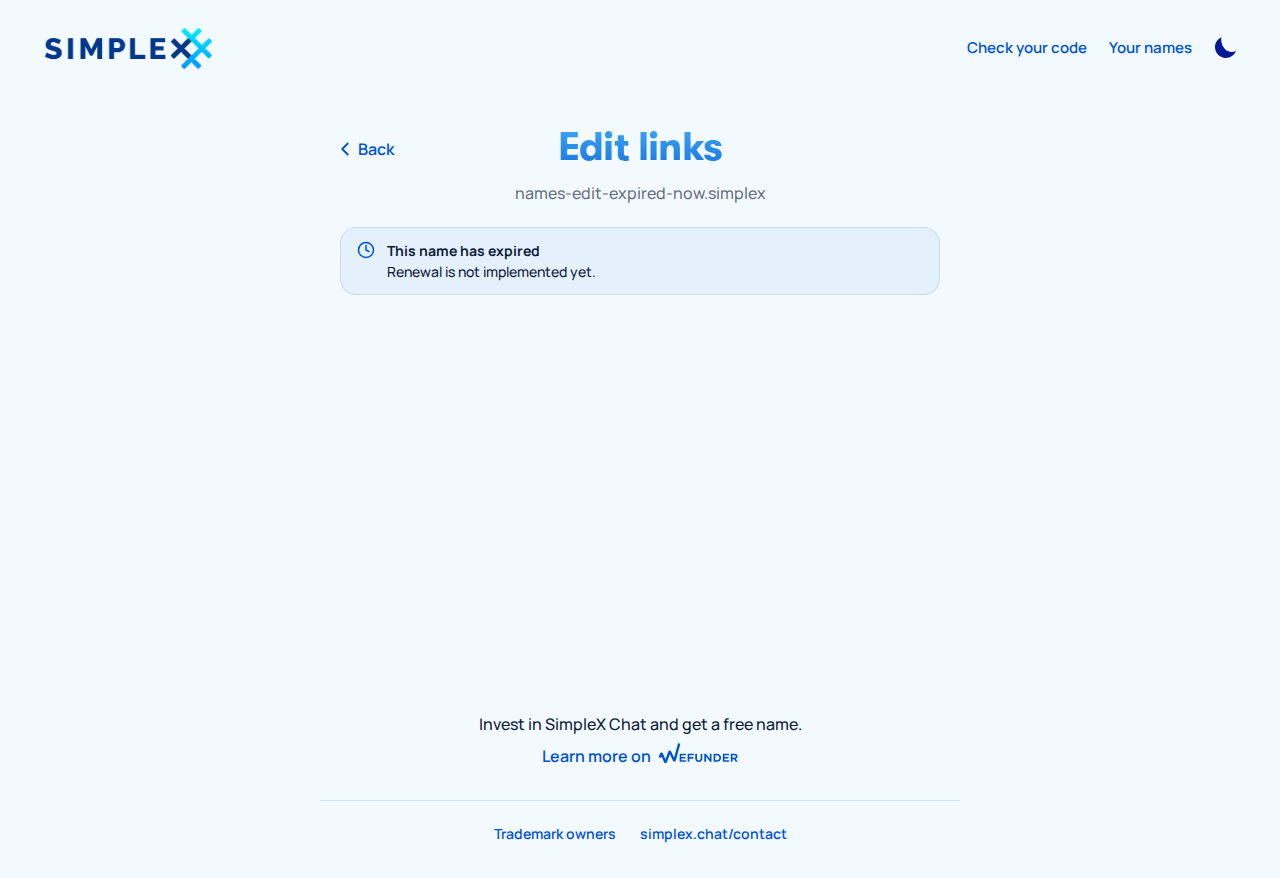 SIMPLEX
Check your code
Your names
Back
Edit links
names-edit-expired-now.simplex
This name has expired
Renewal is not implemented yet.
Invest in SimpleX Chat and get a free name.
Learn more on WEFUNDER
Trademark owners
simplex.chat/contact